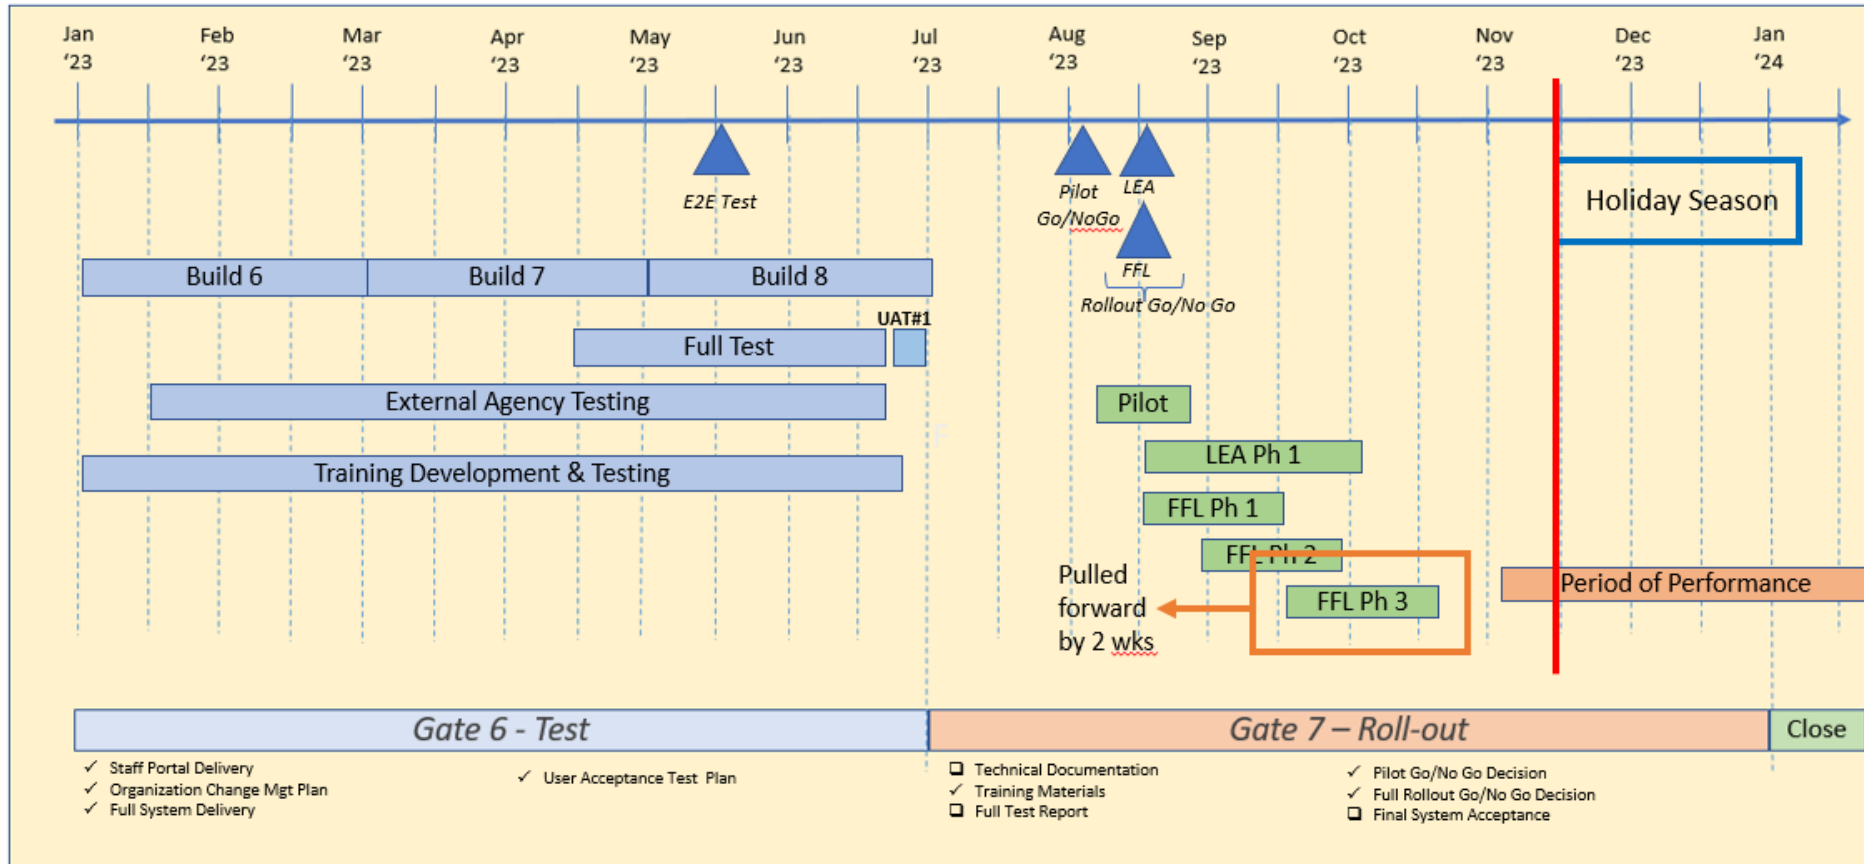 Jan Feb Mar Apr May Jun Jul Aug Sep Oct Nov Dec Jan
‘23 ‘23 ‘23 ‘23 ‘23 ‘23 ‘23 ‘23 ‘23 ‘23 ‘23 ‘23 ‘24
E2E Test
Pilot
Go/NoGo
LEA
FFL
Rollout Go/No Go
Holiday Season
Build 6 Build 7 Build 8
UAT#1
Full Test
External Agency Testing
Training Development & Testing
Pilot
LEA Ph 1
FFL Ph 1
FFL Ph 2
FFL Ph 3
Pulled
forward
by 2 wks
Period of Performance
Gate 6 - Test Gate 7 – Roll-out Close
✓ Staff Portal Delivery
✓ Organization Change Mgt Plan
✓ Full System Delivery
✓ User Acceptance Test Plan
❑ Technical Documentation
✓ Training Materials
❑ Full Test Report
✓ Pilot Go/No Go Decision
✓ Full Rollout Go/No Go Decision
❑ Final System Acceptance